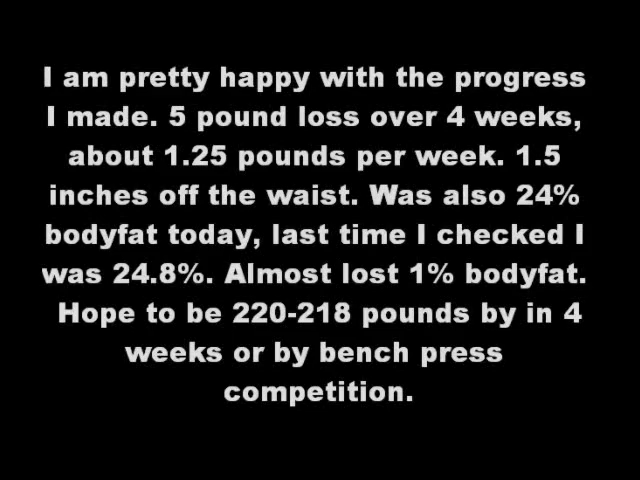 I am pretty happy with the progress
I made. 5 pound loss over 4 weeks,
about 1.25 pounds per week. 1.5
inches off the waist. Was also 24%
bodyfat today, last time I checked I
was 24.8%. Almost lost 1% bodyfat.
Hope to be 220-218 pounds by in 4
weeks or by bench press
competition.